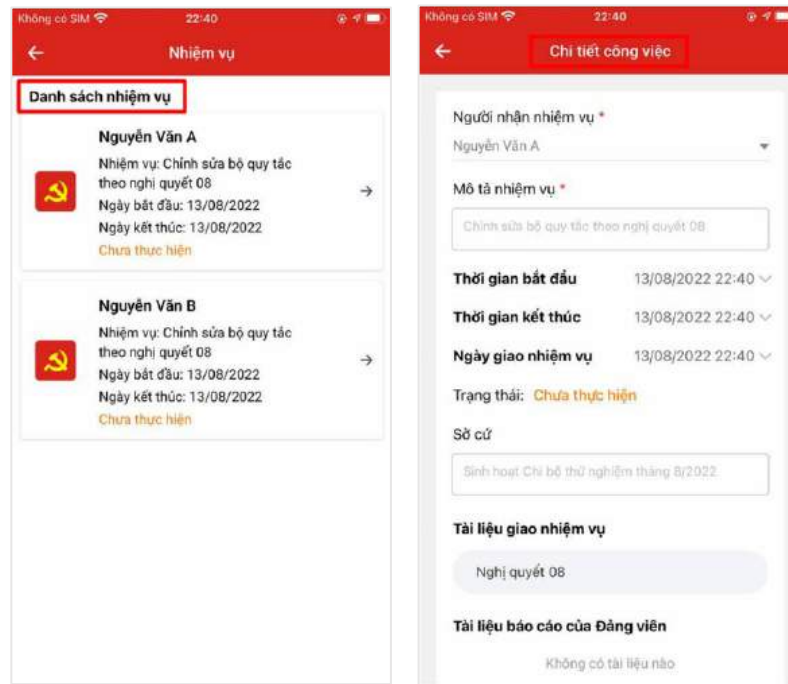 Không có SIM 22:40
Nhiệm vụ
Danh sách nhiệm vụ
Nguyễn Văn A
Nhiệm vụ: Chỉnh sửa bộ quy tắc
theo nghị quyết 08
Ngày bắt đầu: 13/08/2022
Ngày kết thúc: 13/08/2022
Chưa thực hiện
Nguyễn Văn B
Nhiệm vụ: Chỉnh sửa bộ quy tắc
theo nghị quyết 08
Ngày bắt đầu: 13/08/2022
Ngày kết thúc: 13/08/2022
Chưa thực hiện
Không có SIM 22:40
Chi tiết công việc
Người nhận nhiệm vụ *
Nguyễn Văn A
Mô tả nhiệm vụ *
Chỉnh sửa bộ quy tắc theo nghị quyết 08
Thời gian bắt đầu 13/08/2022 22:40
Thời gian kết thúc 13/08/2022 22:40
Ngày giao nhiệm vụ 13/08/2022 22:40
Trạng thái: Chưa thực hiện
Sở cứ
Sinh hoạt Chi bộ thử nghiệm tháng 8/2022
Tài liệu giao nhiệm vụ
Nghị quyết 08
Tài liệu báo cáo của Đảng viên
Không có tài liệu nào